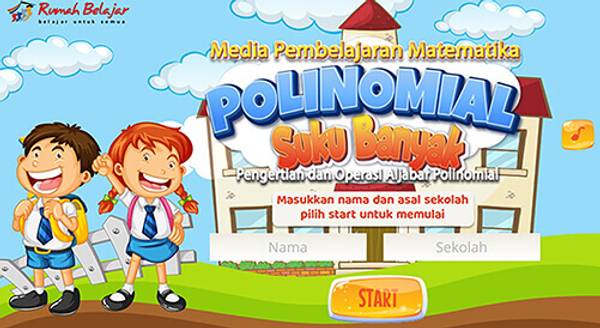 Rumah Belajar
belajar untuk semua
Media Pembelajaran Matematika
POLINOMIAL
Suku Banyak
Pengertian dan Operasi Aljabar Polinomial
Masukkan nama dan asal sekolah
pilih start untuk memulai
Nama
Sekolah
START